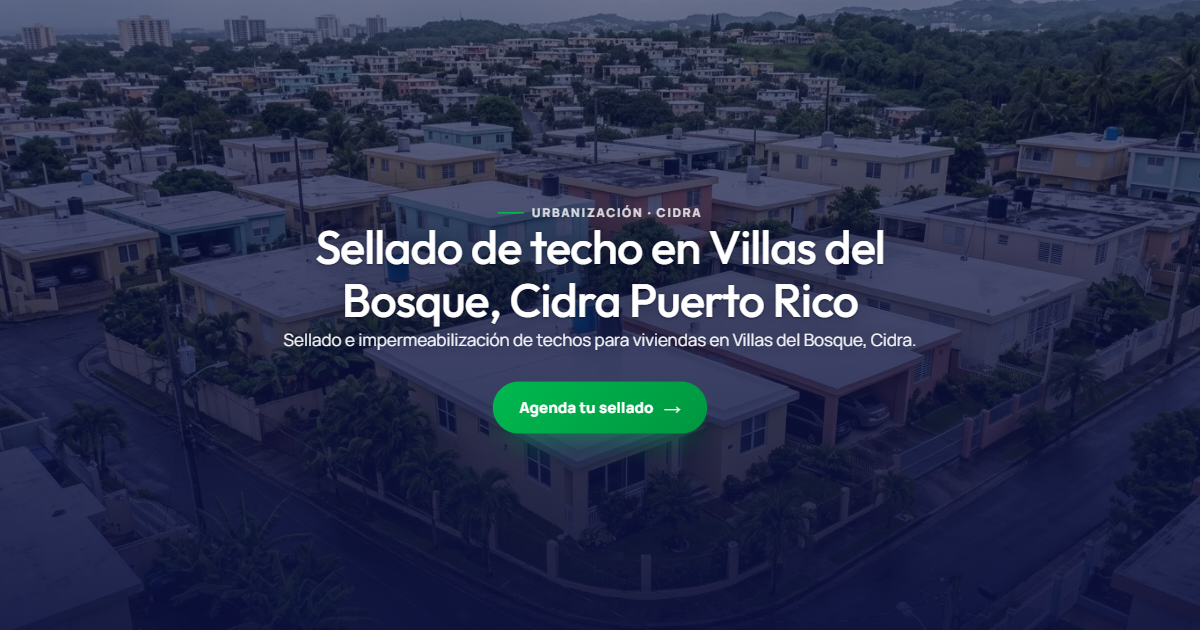 URBANIZACIÓN · CIDRA
Sellado de techo en Villas del
Bosque, Cidra Puerto Rico
Sellado e impermeabilización de techos para viviendas en Villas del Bosque, Cidra.
Agenda tu sellado →